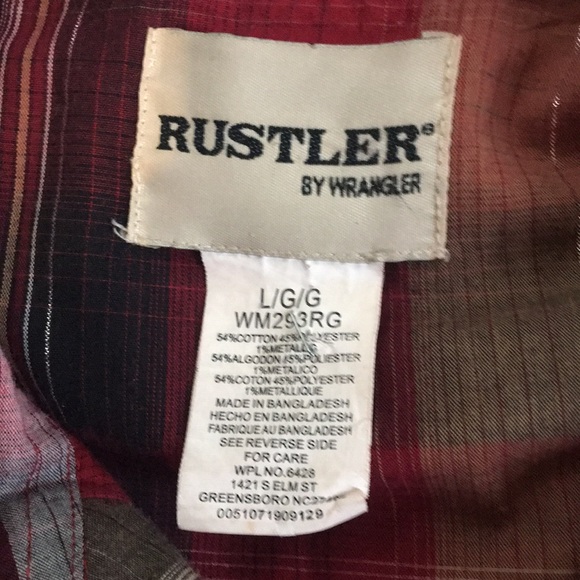 RUSTLER®
BY WRANGLER
L/G/G
WM293RG
54%COTTON 45%POLYESTER
1%METALLIC
54%ALGODON 45%POLIESTER
1%METALICO
54%COTON 45%POLYESTER
1%METALLIQUE
MADE IN BANGLADESH
HECHO EN BANGLADESH
FABRIQUE AU BANGLADESH
SEE REVERSE SIDE
FOR CARE
WPL NO.6428
1421 S ELM ST
GREENSBORO
0051071909129